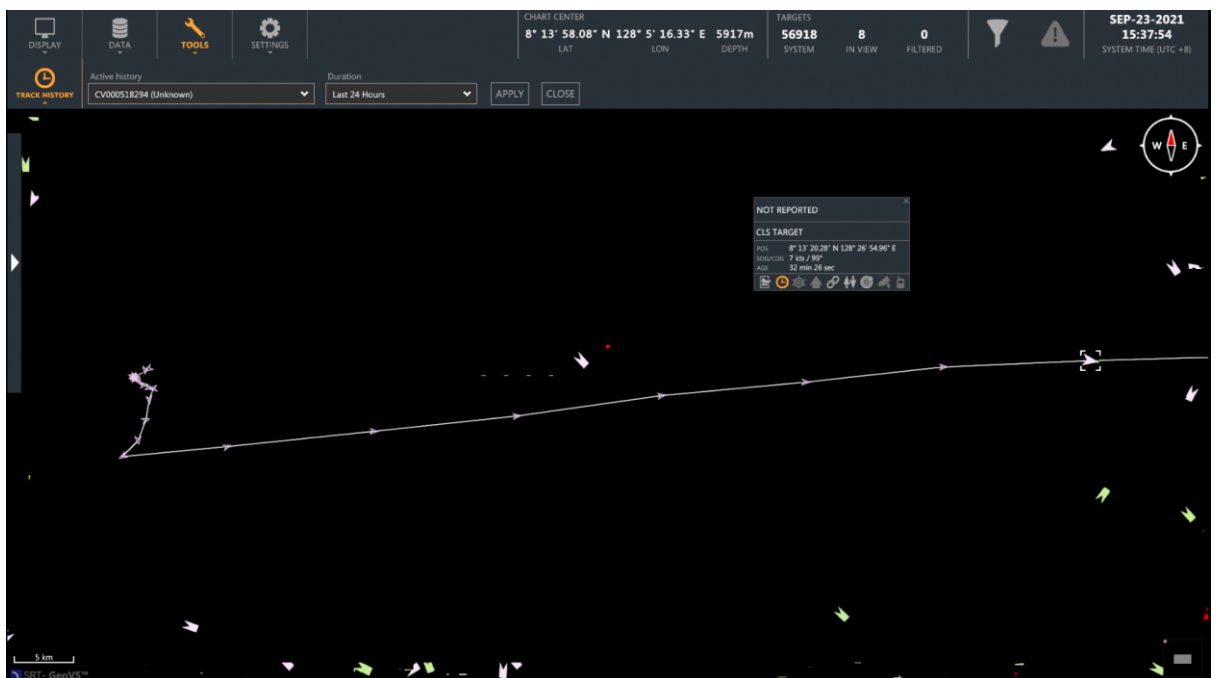 DISPLAY
DATA
TOOLS
SETTINGS
CHART CENTER
8° 13' 58.08" N 128° 5' 16.33" E 5917m
LAT LON DEPTH
TARGETS
56918 8 0
SYSTEM IN VIEW FILTERED
SEP-23-2021
15:37:54
SYSTEM TIME (UTC +8)
TRACK HISTORY
Active history
CV000518294 (Unknown)
Duration
Last 24 Hours
APPLY
CLOSE
W E
NOT REPORTED
CLS TARGET
POS 8° 13' 20.28" N 128° 26' 54.96" E
SOG/COG 7 kts / 99°
AGE 32 min 26 sec
5 km
SRT- GeoVS™